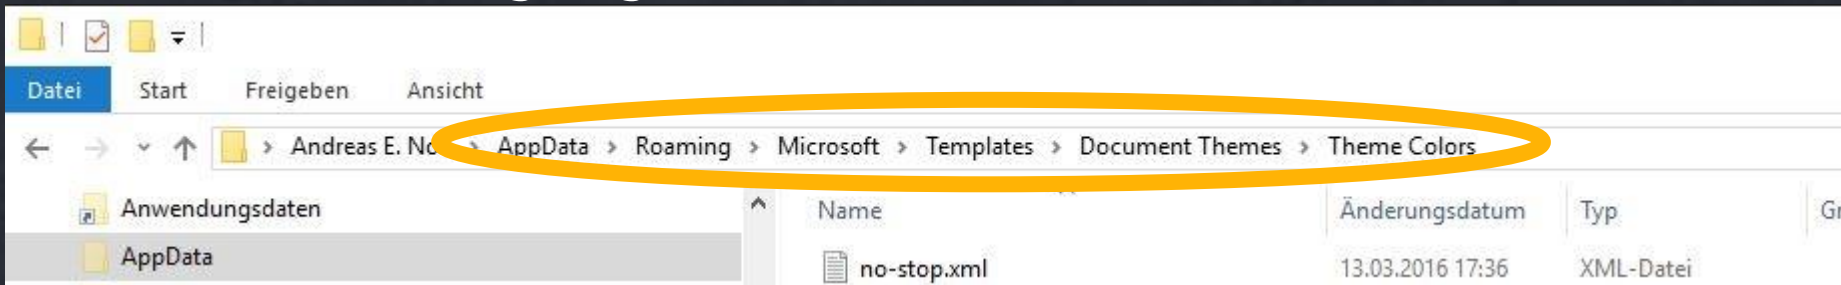 Datei Start Freigeben Ansicht
Andreas E. > AppData > Roaming > Microsoft > Templates > Document Themes > Theme Colors
Anwendungsdaten
AppData
Name Änderungsdatum Typ
no-stop.xml 13.03.2016 17:36 XML-Datei